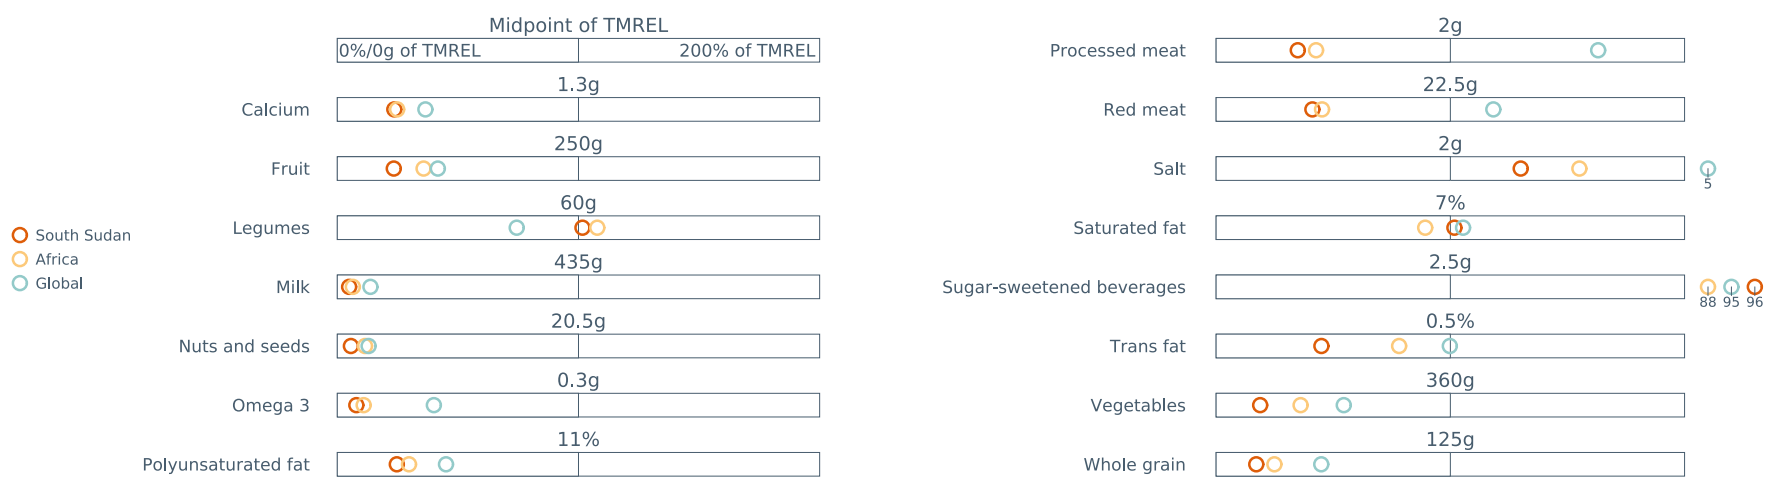 Midpoint of TMREL
0%/0g of TMREL 200% of TMREL
1.3g
Calcium
250g
Fruit
60g
Legumes
435g
Milk
20.5g
Nuts and seeds
0.3g
Omega 3
11%
Polyunsaturated fat
South Sudan
Africa
Global
2g
Processed meat
22.5g
Red meat
2g
Salt
5
7%
Saturated fat
2.5g
Sugar-sweetened beverages
88 95 96
0.5%
Trans fat
360g
Vegetables
125g
Whole grain